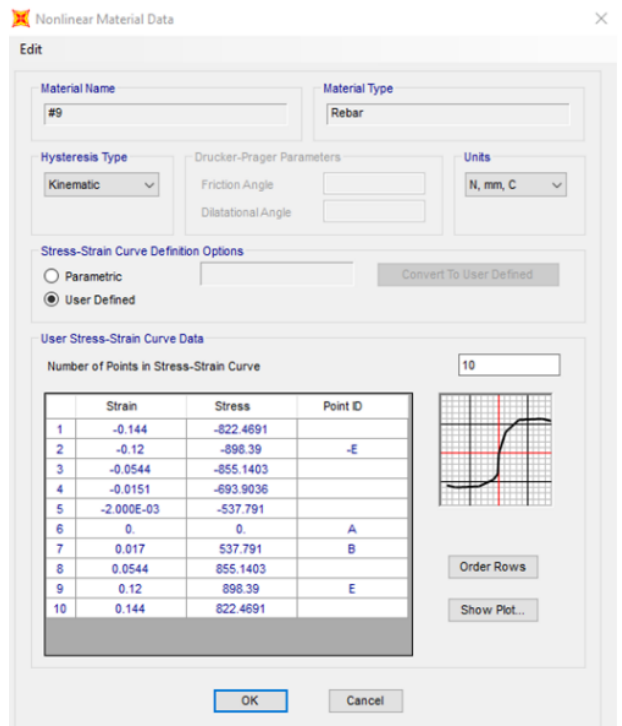 Nonlinear Material Data
Edit
Material Name
Material Type
#9
Rebar
Hysteresis Type
Drucker-Prager Parameters
Units
Kinematic
Friction Angle
N, mm, C
Dilatational Angle
Stress-Strain Curve Definition Options
Parametric
Convert To User Defined
User Defined
User Stress-Strain Curve Data
Number of Points in Stress-Strain Curve
10
Strain Stress Point ID
1 -0.144 -822.4691
2 -0.12 -898.39 -E
3 -0.0544 -855.1403
4 -0.0151 -693.9036
5 -2.000E-03 -537.791
6 0. 0. A
7 0.017 537.791 B
8 0.0544 855.1403
9 0.12 898.39 E
10 0.144 822.4691
Order Rows
Show Plot...
OK
Cancel